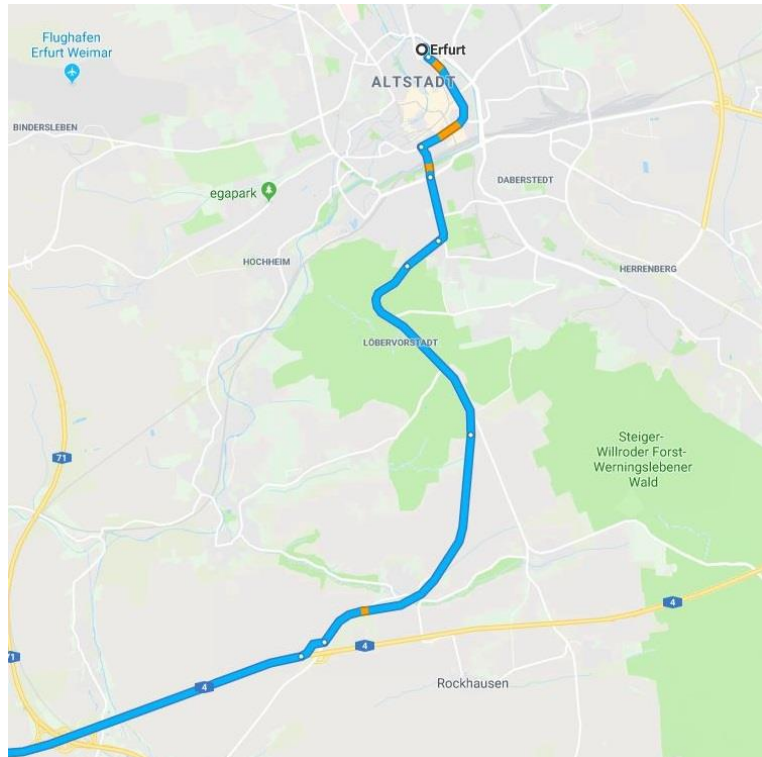 Flughafen
Erfurt Weimar
Erfurt
ALTSTADT
BINDERSLEBEN
DABERSTEDT
egapark
HOCHHEIM
HERRENBERG
LÖBERVORSTADT
Steiger-
Willroder Forst-
Werningslebener
Wald
71
4
4
71
4
Rockhausen